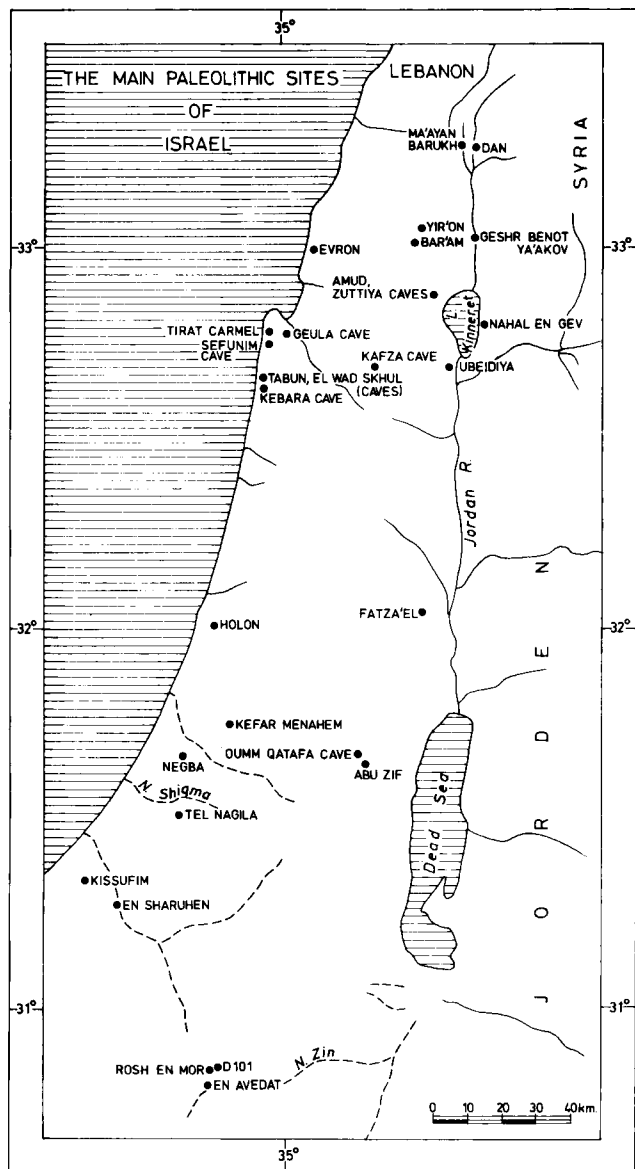 35°
THE MAIN PALEOLITHIC SITES
OF
ISRAEL
LEBANON
SYRIA
MA'AYAN
BARUKH
DAN
YIR'ON
BAR'AM
GESHR BENOT
YA'AKOV
33°
33°
EVRON
AMUD,
ZUTTIYA CAVES
L. Kinneret
NAHAL EN GEV
TIRAT CARMEL
GEULA CAVE
SEFUNIM
CAVE
KAFZA CAVE
UBEIDIYA
TABUN, EL WAD SKHUL
(CAVES)
KEBARA CAVE
Jordan R.
FATZA'EL
32°
32°
HOLON
KEFAR MENAHEM
OUMM QATAFA CAVE
ABU ZIF
NEGBA
N. Shiqma
TEL NAGILA
Dead Sea
JORDEN
KISSUFIM
EN SHARUHEN
31°
31°
ROSH EN MOR
D101
EN AVEDAT
N. Zin
0 10 20 30 40 km.
35°